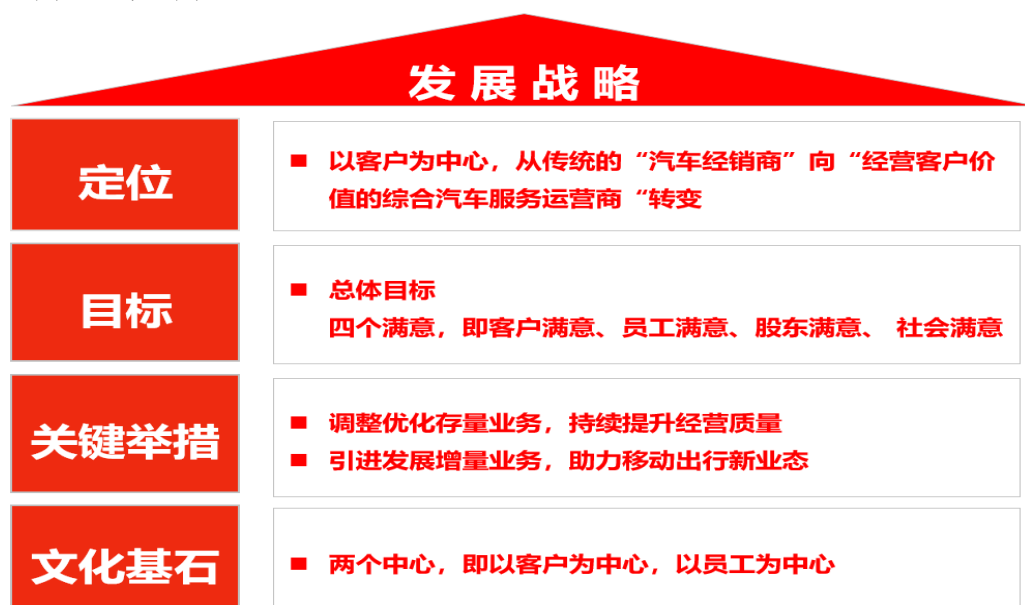 发展战略
定位
■ 以客户为中心，从传统的“汽车经销商”向“经营客户价
值的综合汽车服务运营商“转变
目标
■ 总体目标
四个满意，即客户满意、员工满意、股东满意、 社会满意
关键举措
■ 调整优化存量业务，持续提升经营质量
■ 引进发展增量业务，助力移动出行新业态
文化基石
■ 两个中心，即以客户为中心，以员工为中心